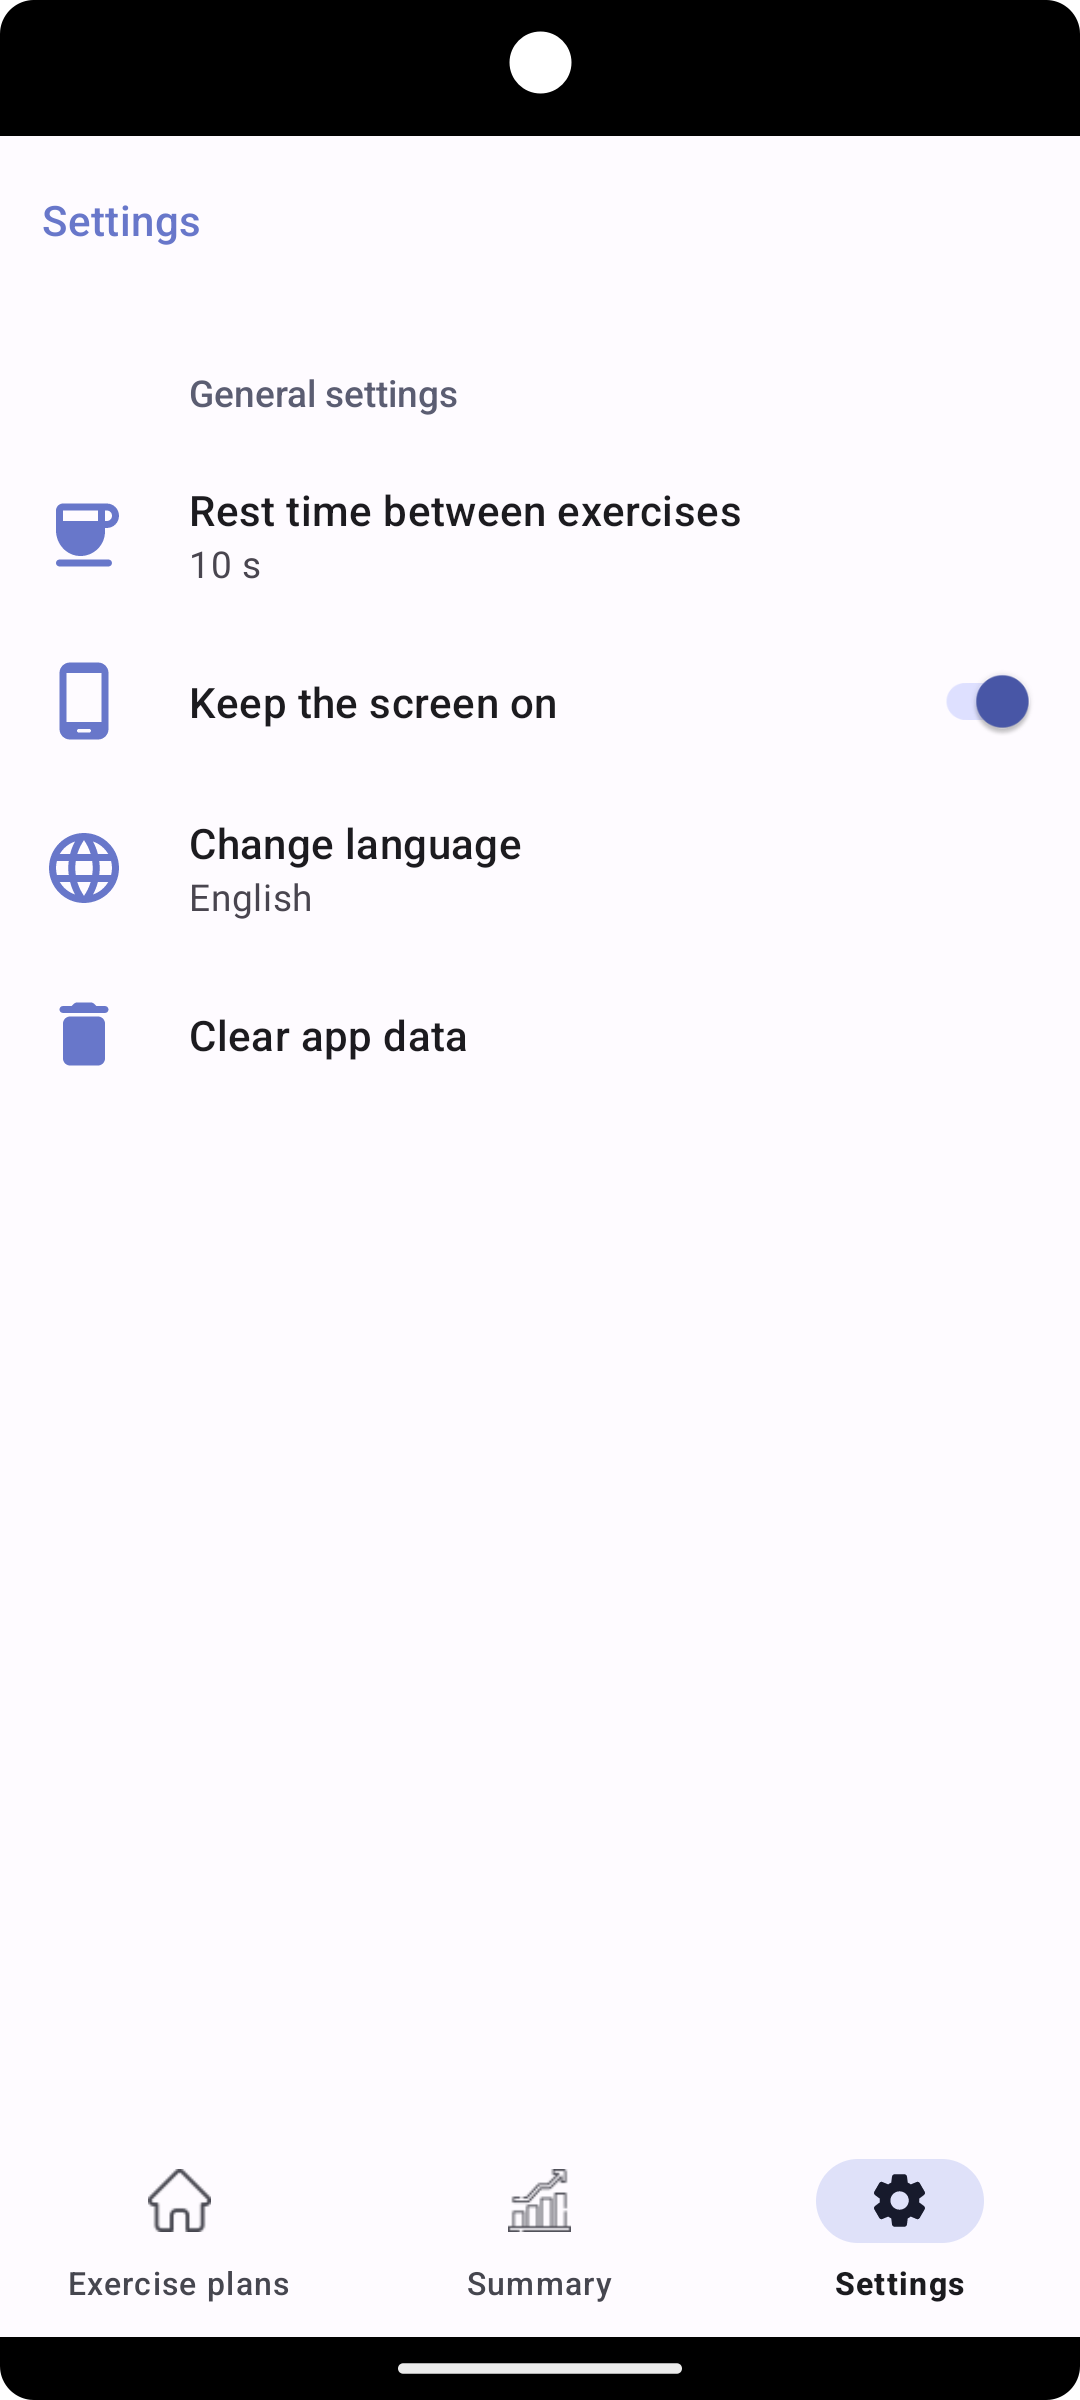 Settings
General settings
Rest time between exercises
10 s
Keep the screen on
Change language
English
Clear app data
Exercise plans
Summary
Settings